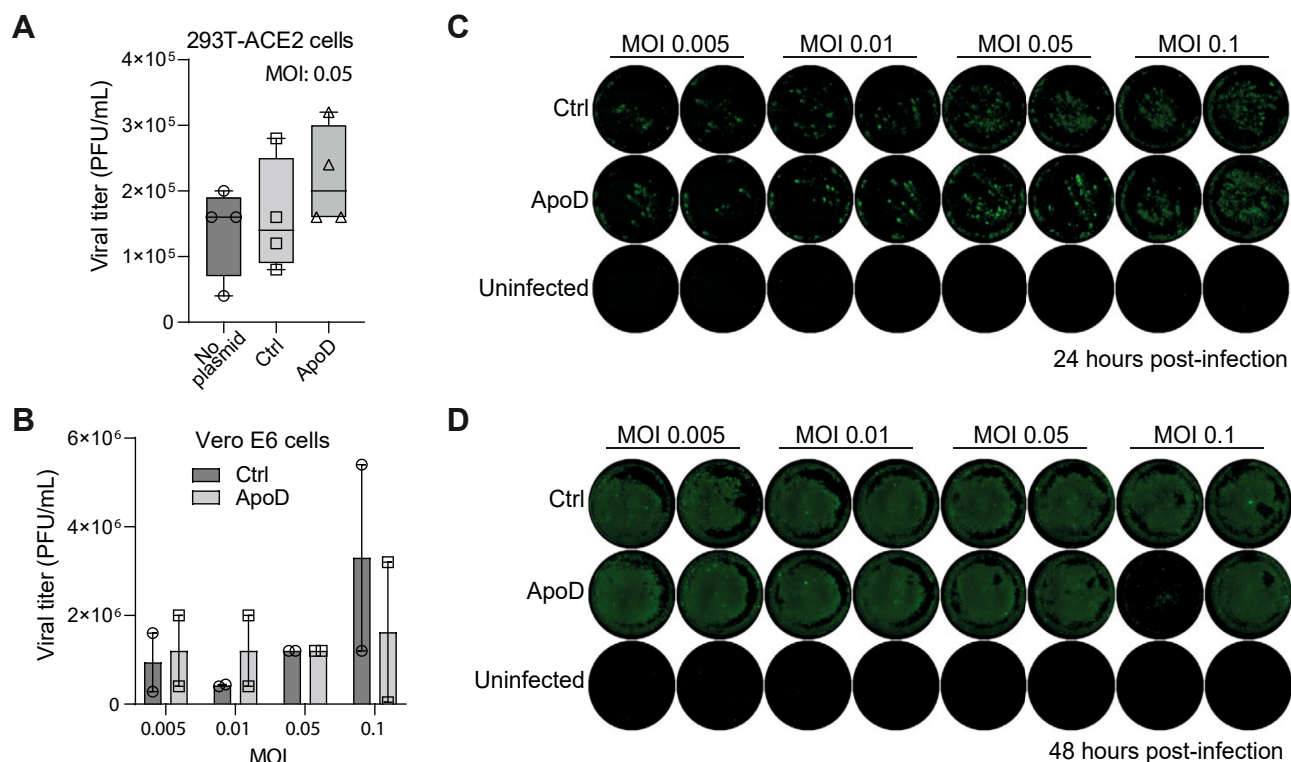 A
293T-ACE2 cells
MOI: 0.05
Viral titer (PFU/mL)
4×10⁵
3×10⁵
2×10⁵
1×10⁵
0
No plasmid
Ctrl
ApoD
B
Vero E6 cells
Ctrl
ApoD
Viral titer (PFU/mL)
6×10⁶
4×10⁶
2×10⁶
0
0.005 0.01 0.05 0.1
MOI
C
MOI 0.005 MOI 0.01 MOI 0.05 MOI 0.1
Ctrl
ApoD
Uninfected
24 hours post-infection
D
MOI 0.005 MOI 0.01 MOI 0.05 MOI 0.1
Ctrl
ApoD
Uninfected
48 hours post-infection